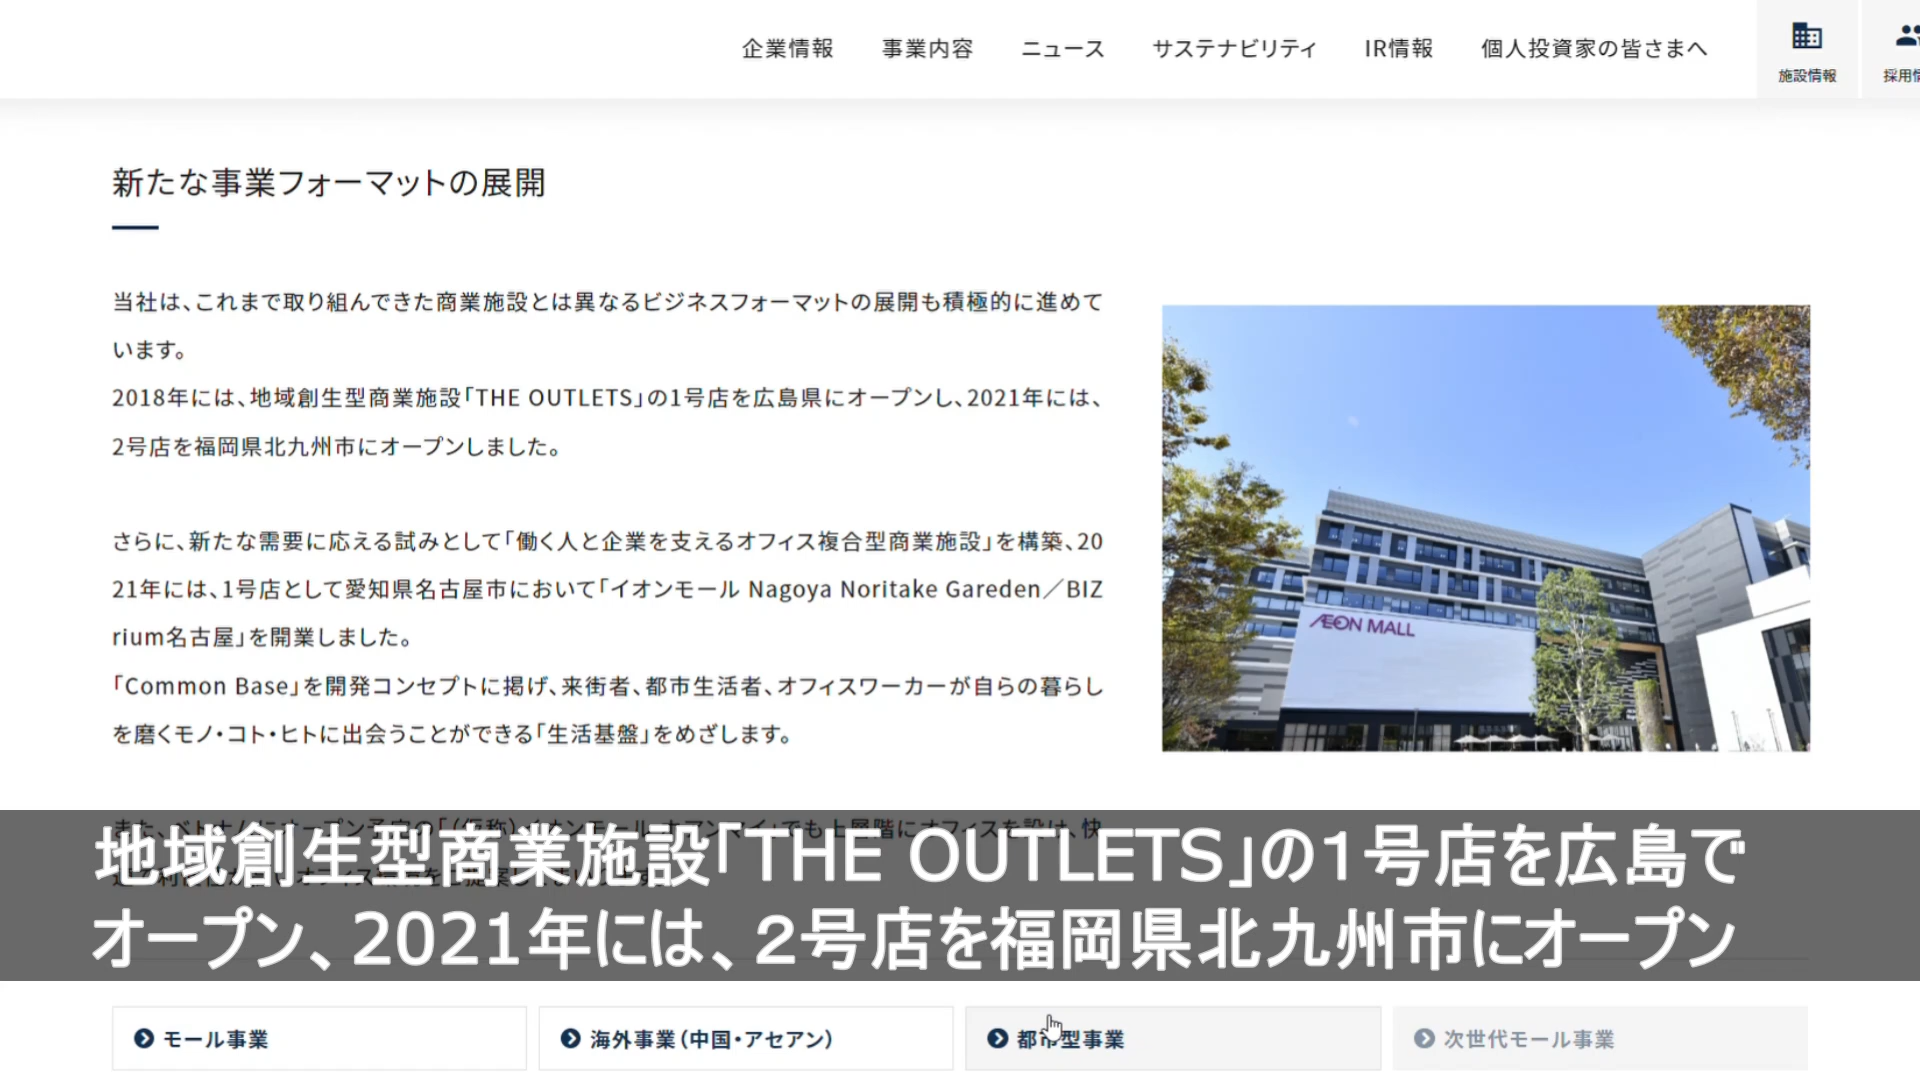 企業情報
事業内容
ニュース
サステナビリティ
IR情報
個人投資家の皆さまへ
施設情報
採用情
新たな事業フォーマットの展開
当社は、これまで取り組んできた商業施設とは異なるビジネスフォーマットの展開も積極的に進めて
います。
2018年には、地域創生型商業施設「THE OUTLETS」の1号店を広島県にオープンし、2021年には、
2号店を福岡県北九州市にオープンしました。
さらに、新たな需要に応える試みとして「働く人と企業を支えるオフィス複合型商業施設」を構築、20
21年には、1号店として愛知県名古屋市において「イオンモール Nagoya Noritake Gareden／BIZ
rium名古屋」を開業しました。
「Common Base」を開発コンセプトに掲げ、来街者、都市生活者、オフィスワーカーが自らの暮らし
を磨くモノ・コト・ヒトに出会うことができる「生活基盤」をめざします。
ÆON MALL
地域創生型商業施設「THE OUTLETS」の1号店を広島で
オープン、2021年には、2号店を福岡県北九州市にオープン
モール事業
海外事業（中国・アセアン）
都市型事業
次世代モール事業